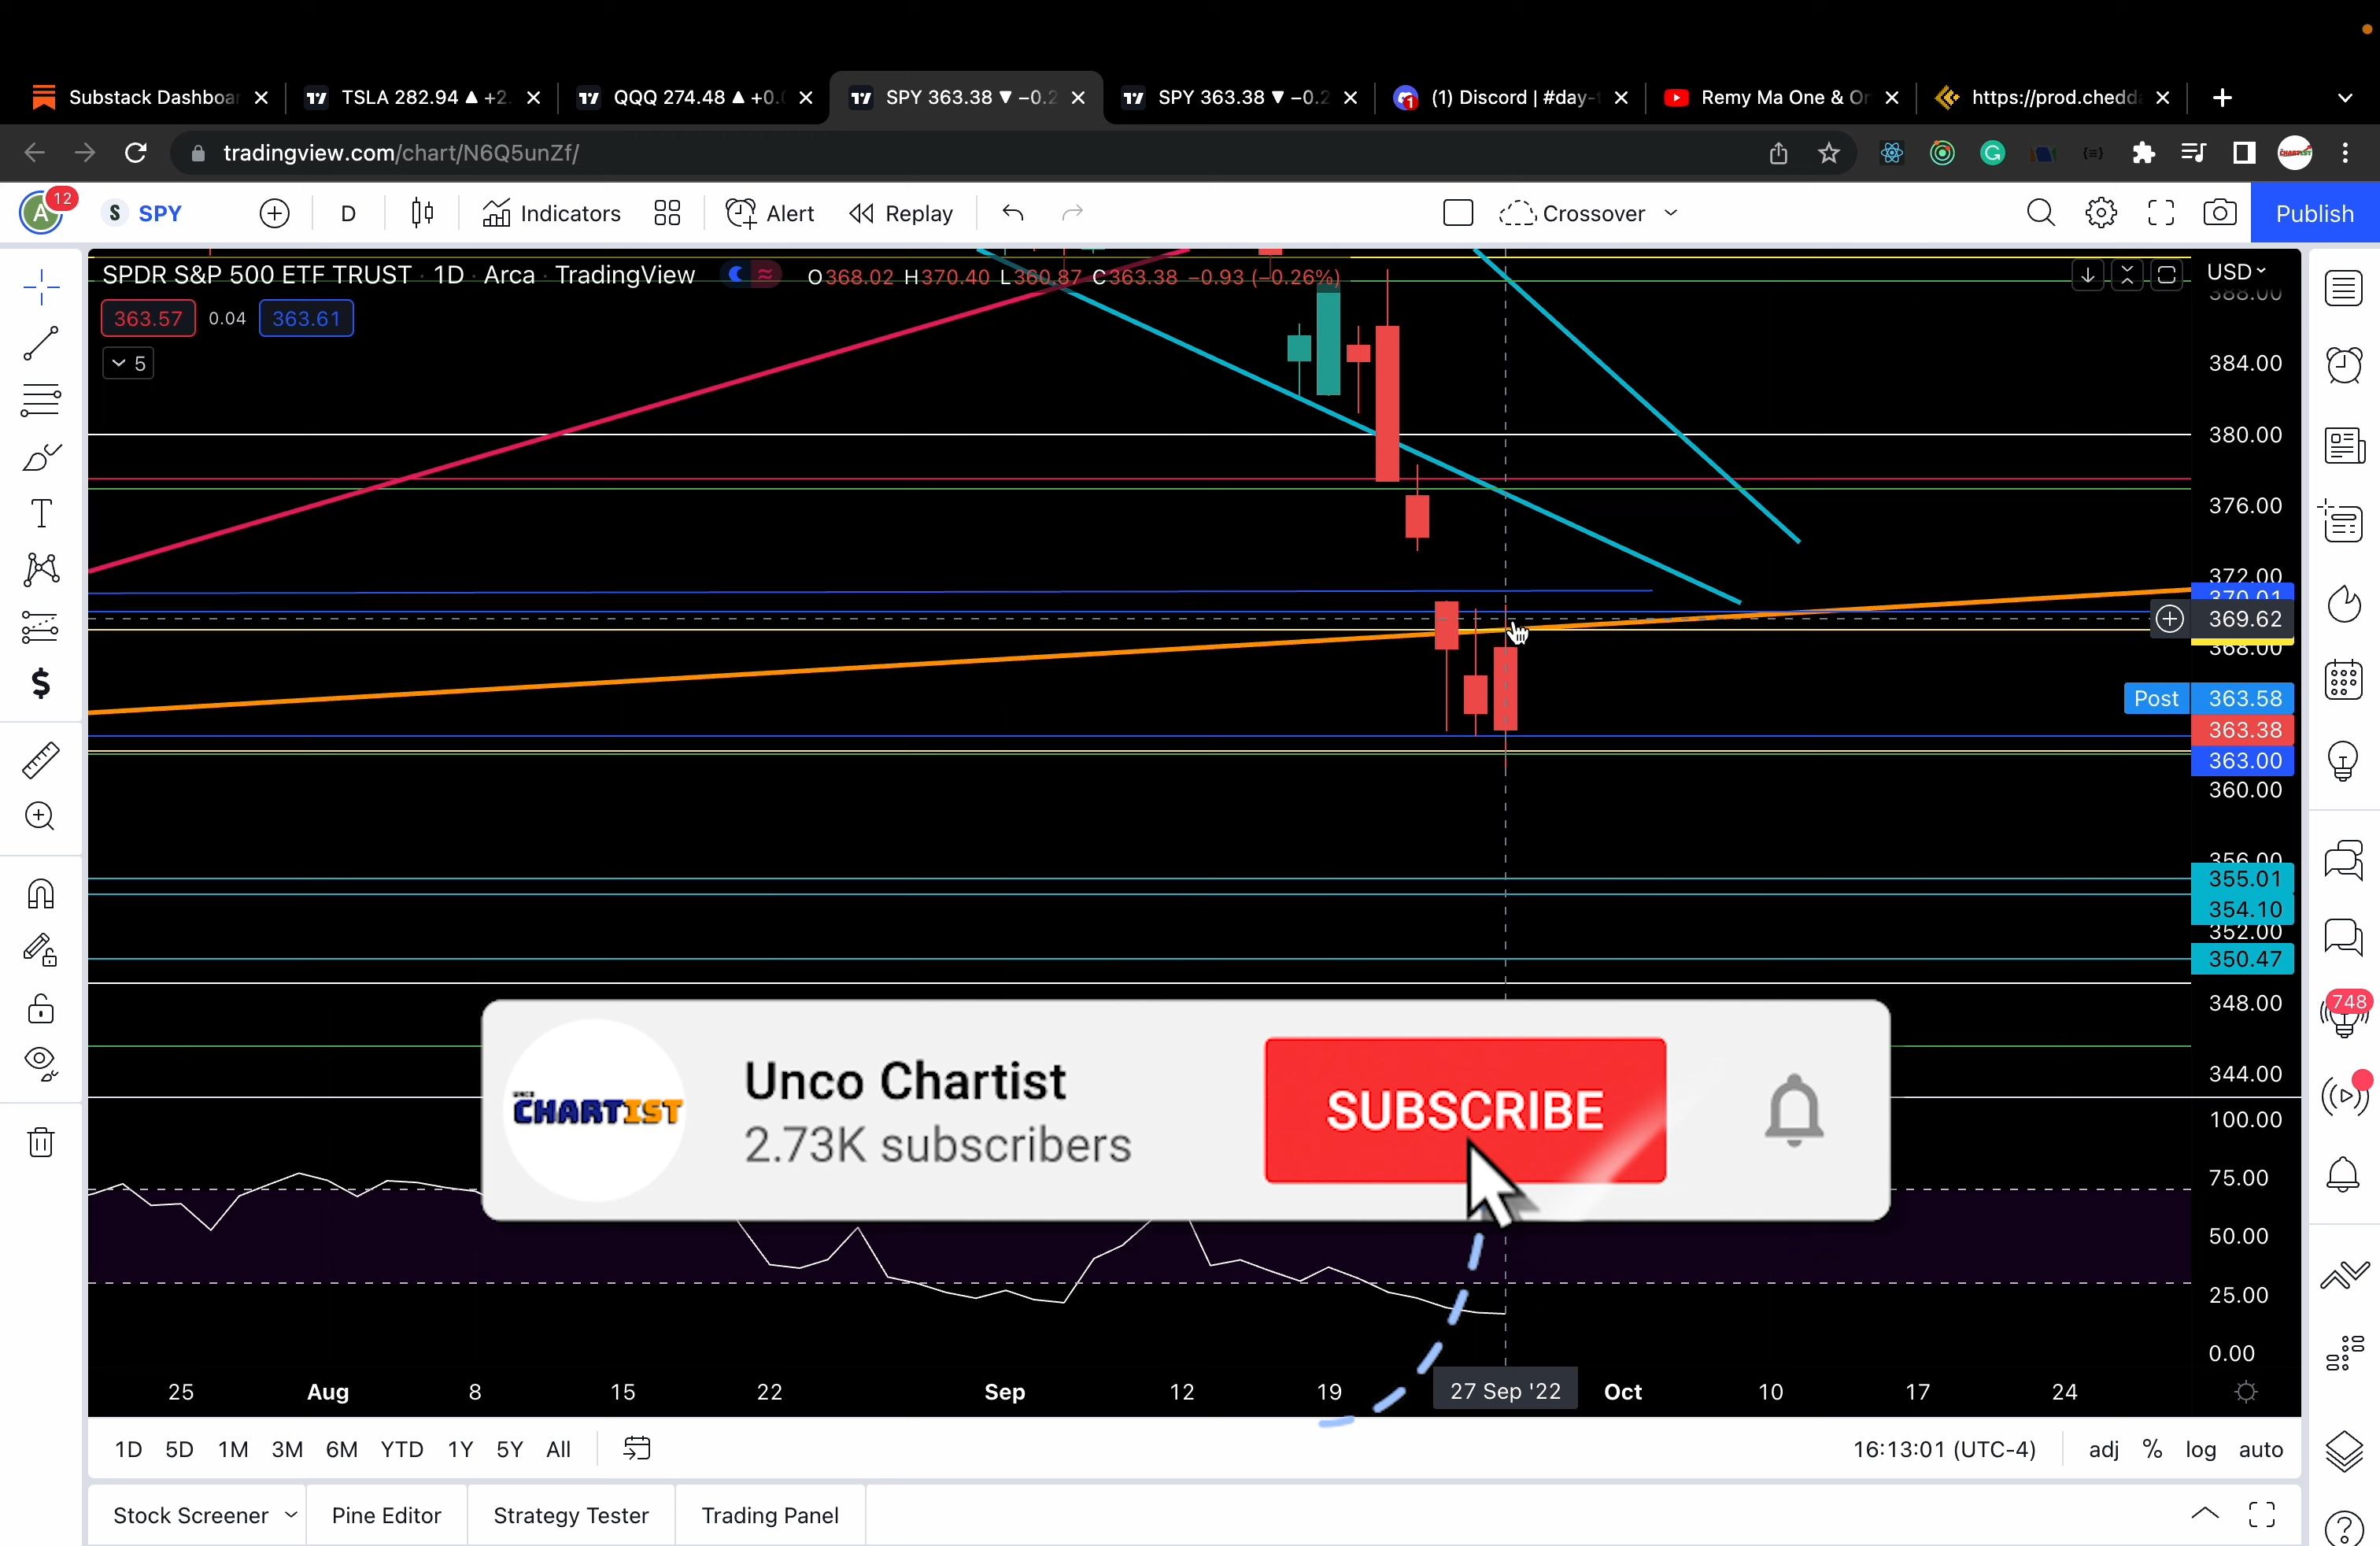 Substack Dashboar
TSLA 282.94 ▲ +2.
QQQ 274.48 ▲ +0.
SPY 363.38 ▼ −0.2
SPY 363.38 ▼ −0.2
(1) Discord | #day-
Remy Ma One & O
https://prod.chedd
tradingview.com/chart/N6Q5unZf/
A 12 S SPY D Indicators Alert Replay Crossover Publish
SPDR S&P 500 ETF TRUST · 1D · Arca · TradingView O368.02 H370.40 L360.87 C363.38 −0.93 (−0.26%) USD
363.57 0.04 363.61
5
388.00
384.00
380.00
376.00
372.00
370.01
369.62
368.00
Post 363.58
363.38
363.00
360.00
356.00
355.01
354.10
352.00
350.47
348.00
344.00
748
UNCO
CHARTIST
Unco Chartist
2.73K subscribers
SUBSCRIBE
100.00
75.00
50.00
25.00
0.00
25 Aug 8 15 22 Sep 12 19 27 Sep '22 Oct 10 17 24
1D 5D 1M 3M 6M YTD 1Y 5Y All 16:13:01 (UTC-4) adj % log auto
Stock Screener Pine Editor Strategy Tester Trading Panel